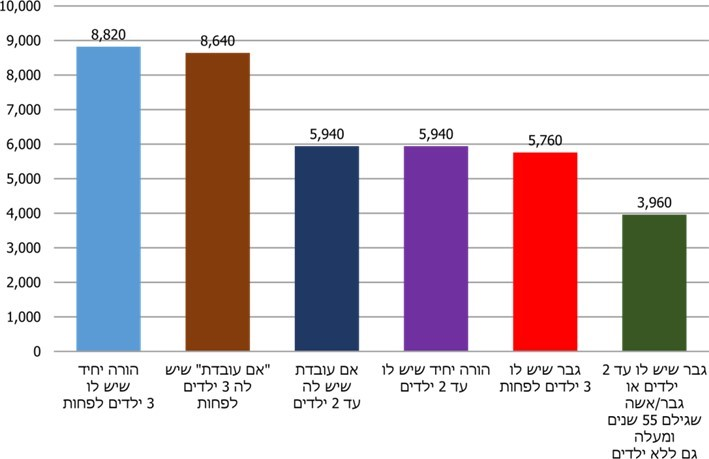 10,000
9,000
8,000
7,000
6,000
5,000
4,000
3,000
2,000
1,000
0
8,820
8,640
5,940
5,940
5,760
3,960
הורה יחיד
שיש לו
3 ילדים לפחות
"אם עובדת" שיש
לה 3 ילדים
לפחות
אם עובדת
שיש לה
עד 2 ילדים
הורה יחיד שיש לו
עד 2 ילדים
גבר שיש לו
3 ילדים לפחות
גבר שיש לו עד 2
ילדים או
גבר/אשה
שגילם 55 שנים
ומעלה
גם ללא ילדים